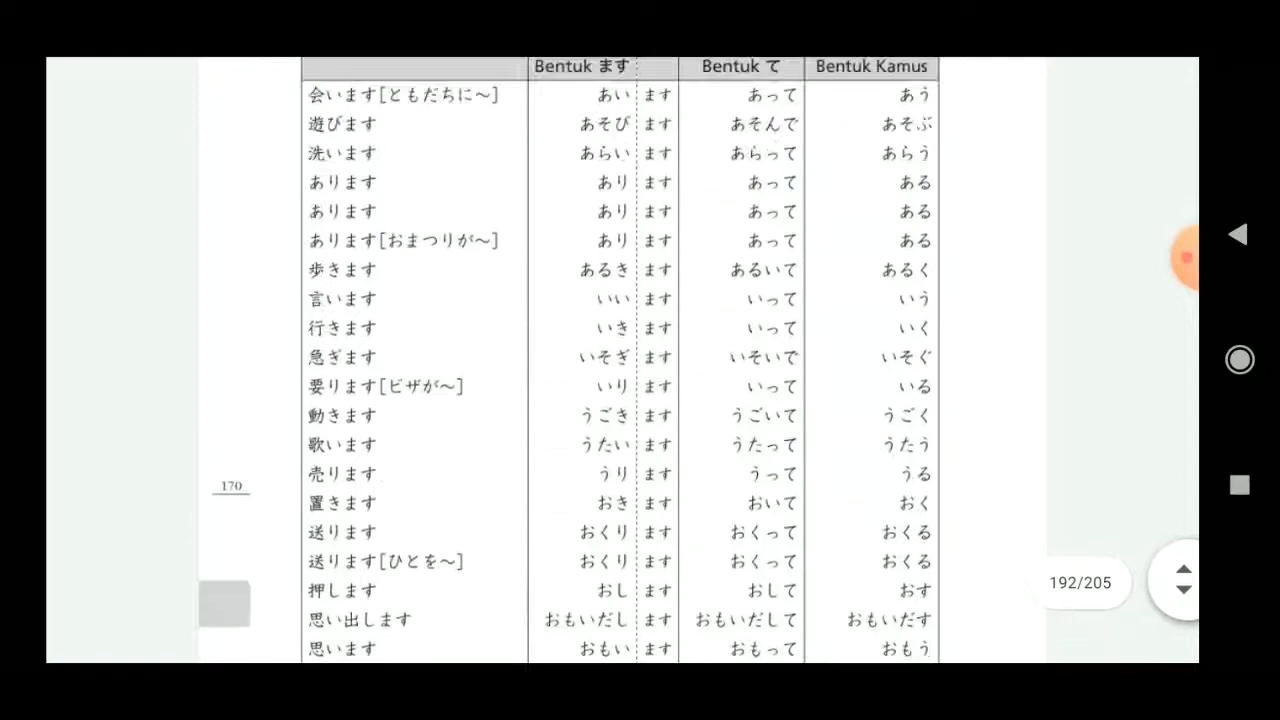 Bentuk ます Bentuk て Bentuk Kamus
会います[ともだちに〜] あい ます あって あう
遊びます あそび ます あそんで あそぶ
洗います あらい ます あらって あらう
あります あり ます あって ある
あります あり ます あって ある
あります[おまつりが〜] あり ます あって ある
歩きます あるき ます あるいて あるく
言います いい ます いって いう
行きます いき ます いって いく
急ぎます いそぎ ます いそいで いそぐ
要ります[ビザが〜] いり ます いって いる
動きます うごき ます うごいて うごく
歌います うたい ます うたって うたう
売ります うり ます うって うる
170
置きます おき ます おいて おく
送ります おくり ます おくって おくる
送ります[ひとを〜] おくり ます おくって おくる
押します おし ます おして おす
192/205
思い出します おもいだし ます おもいだして おもいだす
思います おもい ます おもって おもう